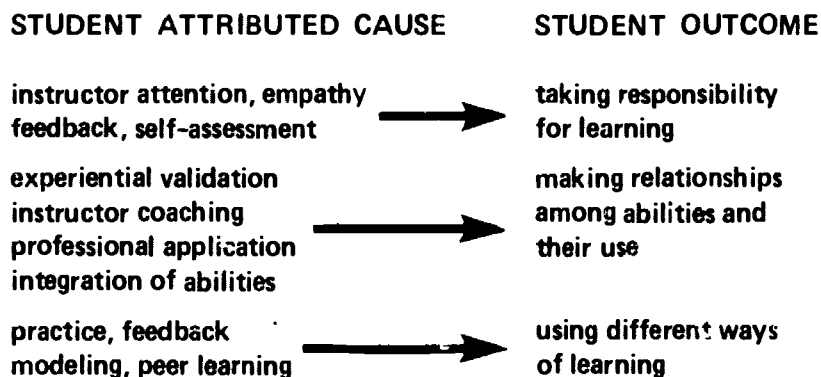 STUDENT ATTRIBUTED CAUSE
STUDENT OUTCOME
instructor attention, empathy
feedback, self-assessment
taking responsibility
for learning
experiential validation
instructor coaching
professional application
integration of abilities
making relationships
among abilities and
their use
practice, feedback
modeling, peer learning
using different ways
of learning